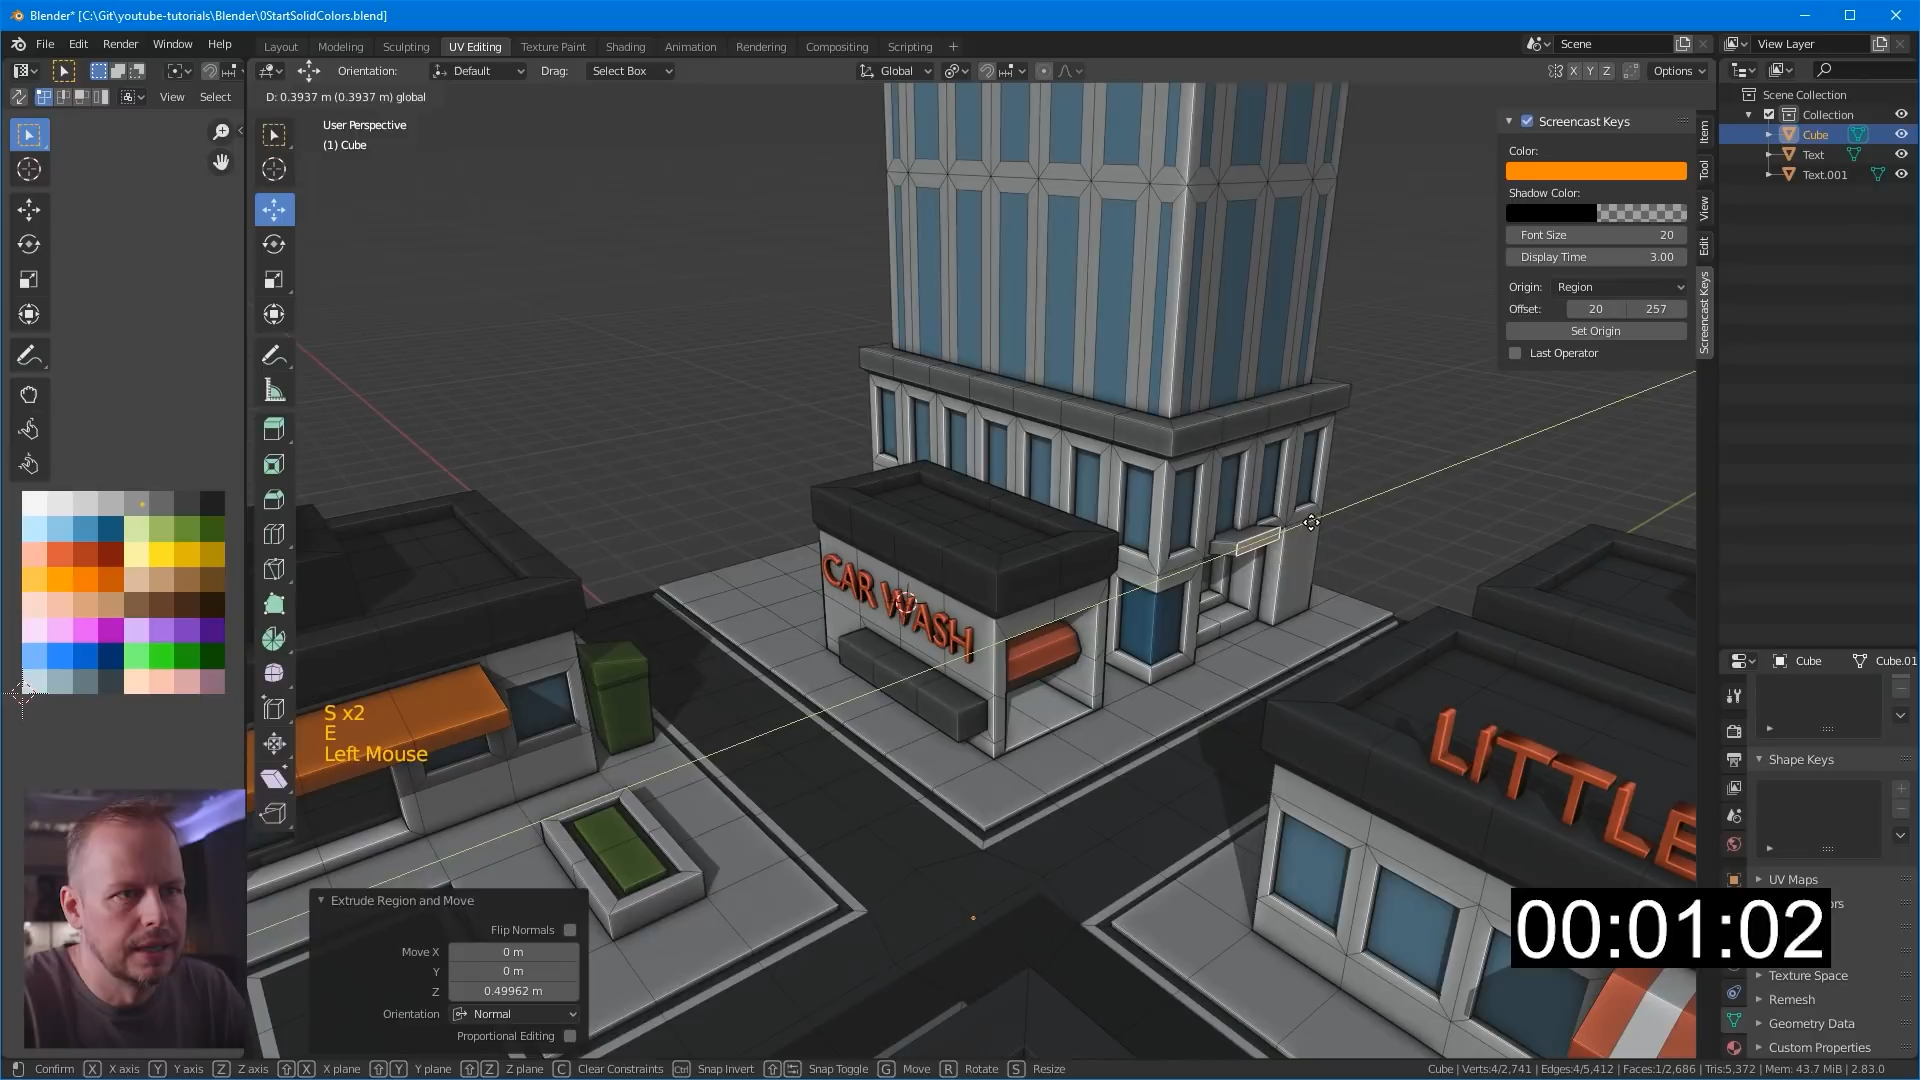 Blender* [C:\Git\youtube-tutorials\Blender\0StartSolidColors.blend]
File Edit Render Window Help
Layout Modeling Sculpting UV Editing Texture Paint Shading Animation Rendering Compositing Scripting +
Scene
View Layer
Orientation: Default Drag: Select Box
Global
X Y Z Options
View Select
D: 0.3937 m (0.3937 m) global
User Perspective
(1) Cube
Screencast Keys
Color:
Shadow Color:
Font Size 20
Display Time 3.00
Origin: Region
Offset: 20 257
Set Origin
Last Operator
Item
Tool
View
Edit
Screencast Keys
Scene Collection
Collection
Cube
Text
Text.001
CAR WASH
LITTLE
S x2
E
Left Mouse
Extrude Region and Move
Flip Normals
Move X 0 m
Y 0 m
Z 0.49962 m
Orientation Normal
Proportional Editing
Cube Cube.01
Shape Keys
UV Maps
00:01:02
Texture Space
Remesh
Geometry Data
Custom Properties
Confirm X X axis Y Y axis Z Z axis X X plane Y Y plane Z Z plane C Clear Constraints Ctrl Snap Invert Snap Toggle G Move R Rotate S Resize
Cube | Verts:4/2,741 | Edges:4/5,412 | Faces:1/2,686 | Tris:5,372 | Mem: 43.7 MiB | 2.83.0